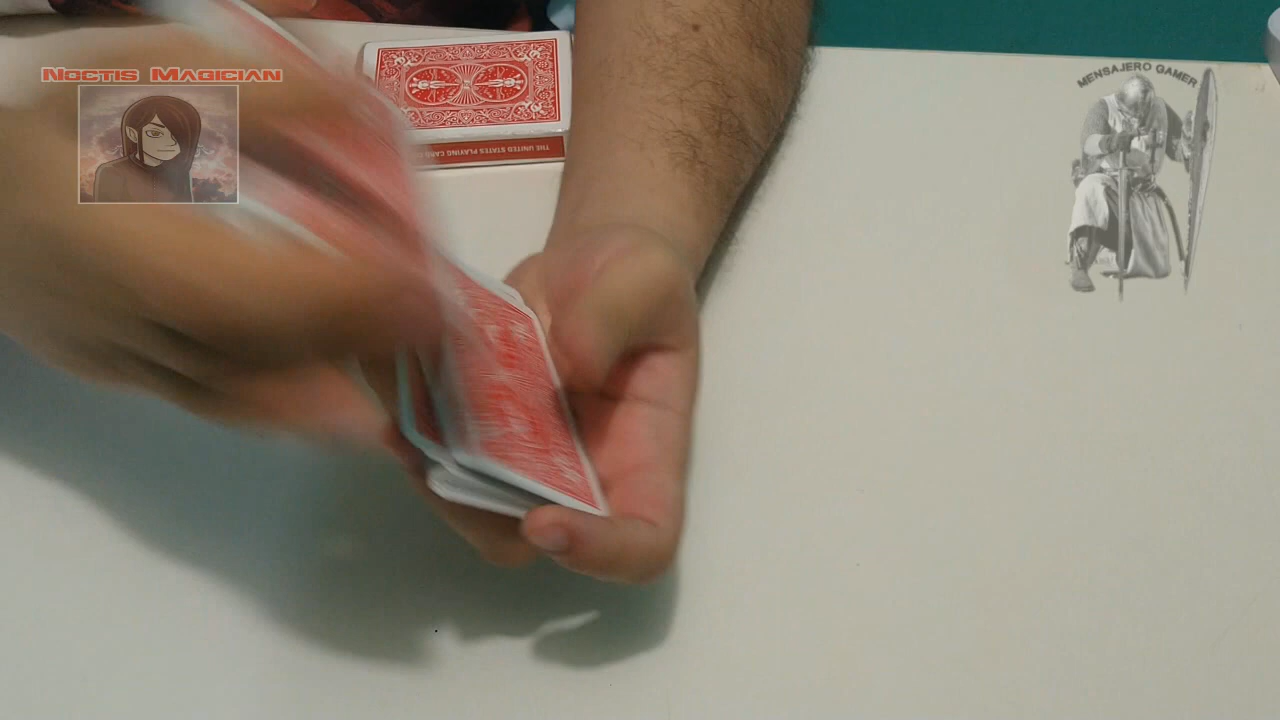 NOCTIS MAGICIAN
MENSAJERO GAMER
THE UNITED STATES PLAYING CARD